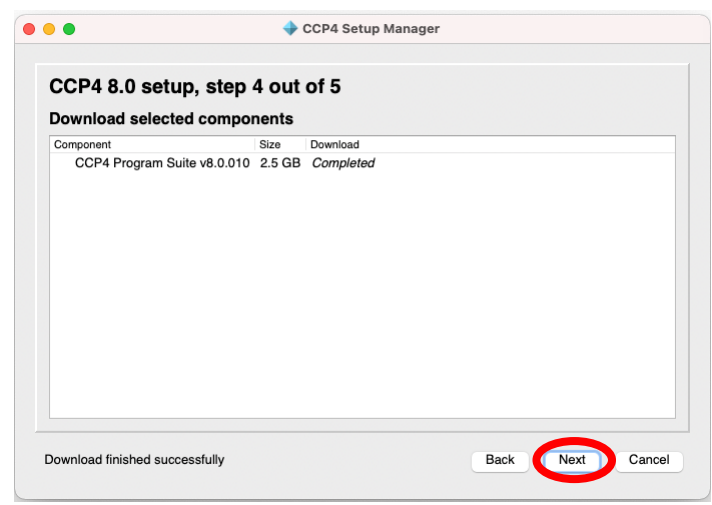 CCP4 Setup Manager
CCP4 8.0 setup, step 4 out of 5
Download selected components
Component Size Download
CCP4 Program Suite v8.0.010 2.5 GB Completed
Download finished successfully Back Next Cancel